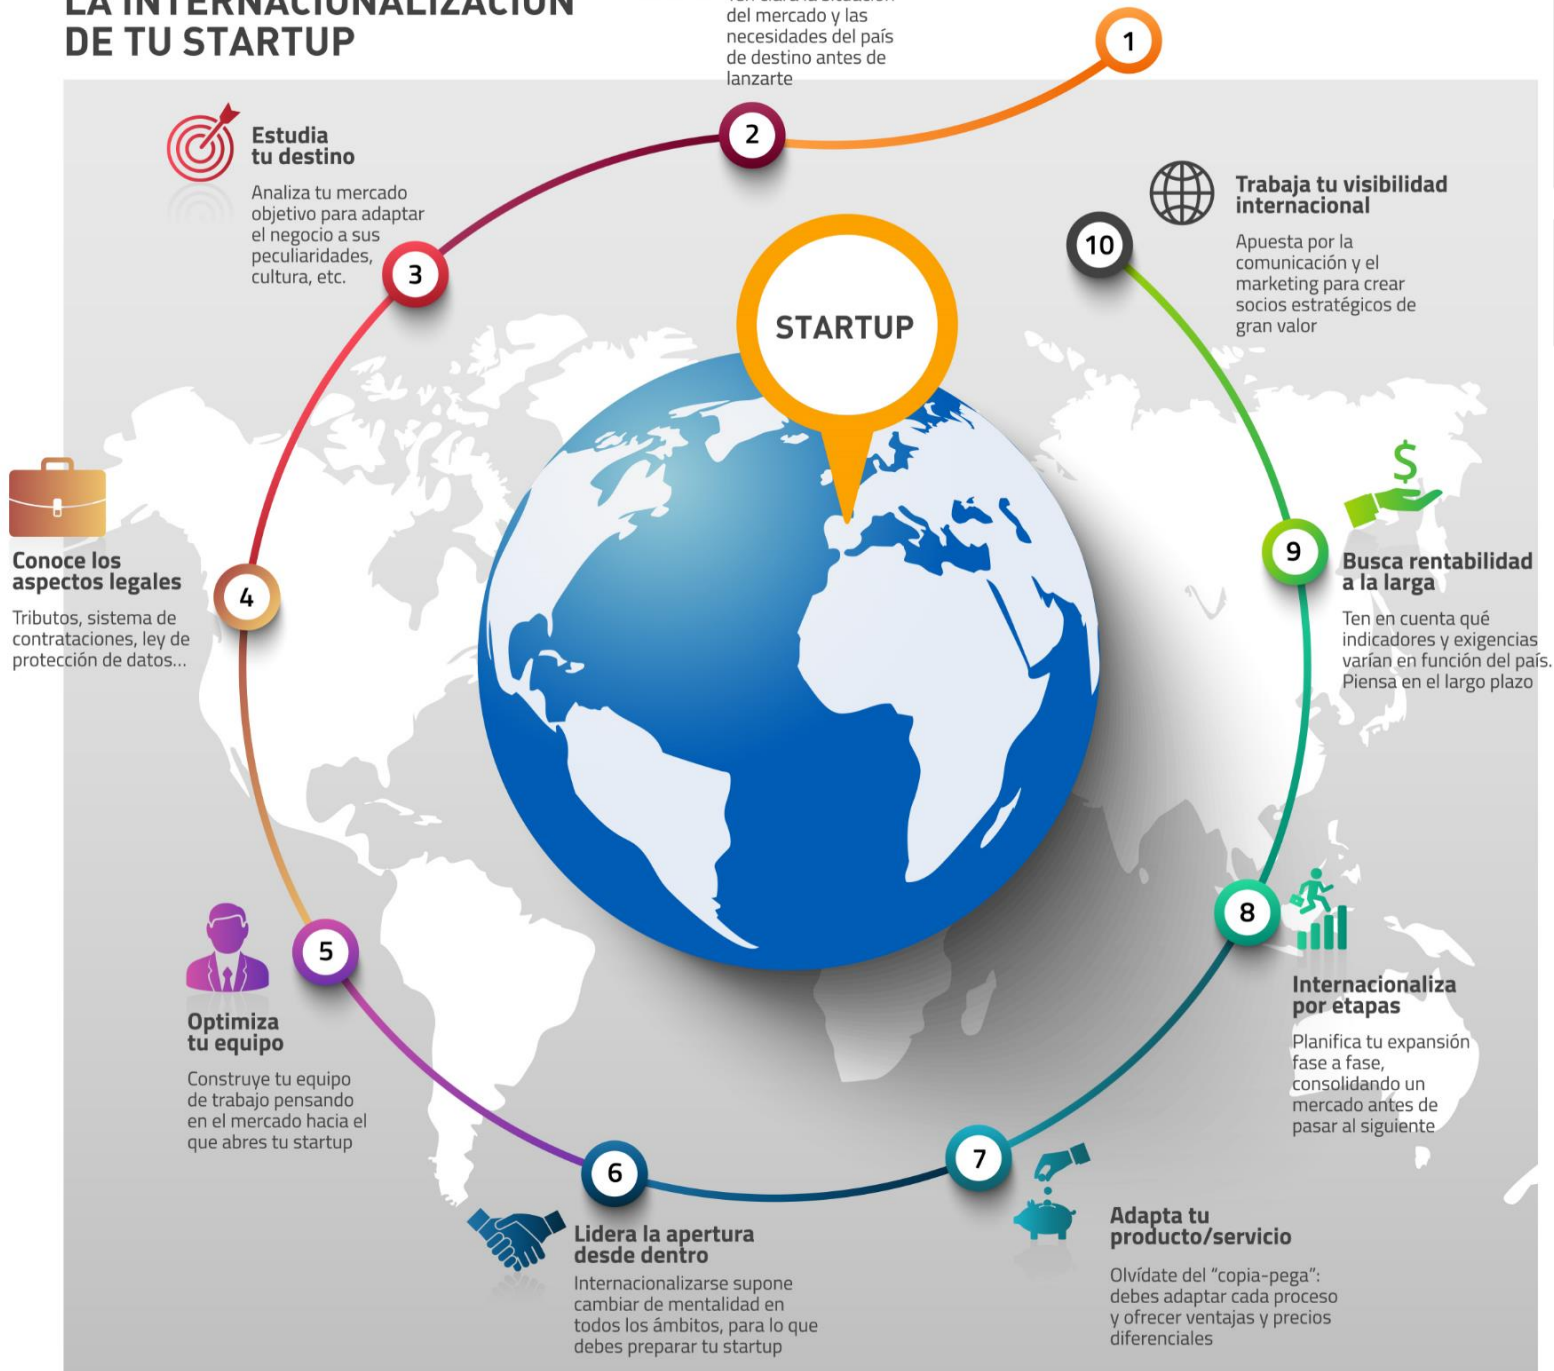 LA INTERNACIONALIZACIÓN
DE TU STARTUP
del mercado y las
necesidades del país
de destino antes de
lanzarte
1
2
Estudia
tu destino
Analiza tu mercado
objetivo para adaptar
el negocio a sus
peculiaridades,
cultura, etc.
3
STARTUP
Conoce los
aspectos legales
Tributos, sistema de
contrataciones, ley de
protección de datos...
4
Optimiza
tu equipo
Construye tu equipo
de trabajo pensando
en el mercado hacia el
que abres tu startup
5
6
Lidera la apertura
desde dentro
Internacionalizarse supone
cambiar de mentalidad en
todos los ámbitos, para lo que
debes preparar tu startup
7
Adapta tu
producto/servicio
Olvídate del "copia-pega":
debes adaptar cada proceso
y ofrecer ventajas y precios
diferenciales
8
Internacionaliza
por etapas
Planifica tu expansión
fase a fase,
consolidando un
mercado antes de
pasar al siguiente
9
$
Busca rentabilidad
a la larga
Ten en cuenta qué
indicadores y exigencias
varían en función del país.
Piensa en el largo plazo
10
Trabaja tu visibilidad
internacional
Apuesta por la
comunicación y el
marketing para crear
socios estratégicos de
gran valor